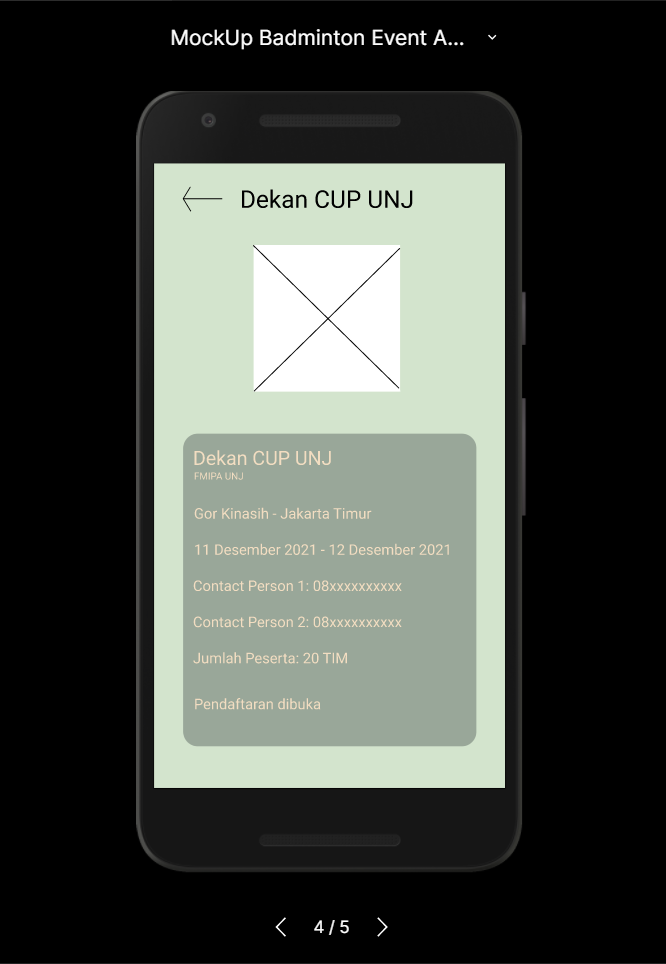 MockUp Badminton Event A...
Dekan CUP UNJ
Dekan CUP UNJ
FMIPA UNJ
Gor Kinasih - Jakarta Timur
11 Desember 2021 - 12 Desember 2021
Contact Person 1: 08xxxxxxxxxx
Contact Person 2: 08xxxxxxxxxx
Jumlah Peserta: 20 TIM
Pendaftaran dibuka
4 / 5